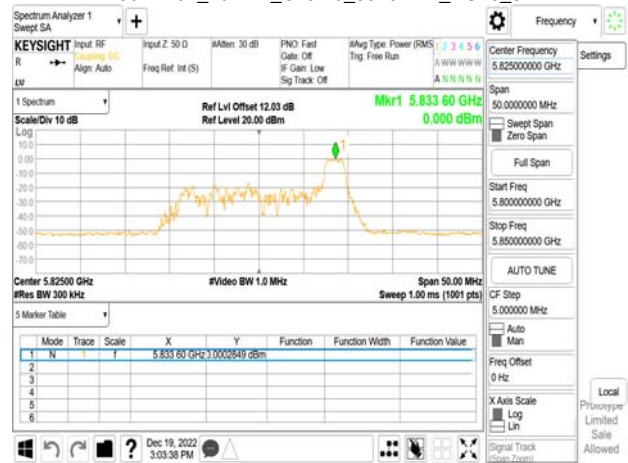 Spectrum Analyzer 1
Swept SA
Frequency
KEYSIGHT
Input: RF
Coupling: DC
Align: Auto
Input Z: 50 Ω
Freq Ref: Int (S)
#Atten: 30 dB
PNO: Fast
Gate: Off
IF Gain: Low
Sig Track: Off
#Avg Type: Power (RMS
Trig: Free Run
1 2 3 4 5 6
A W W W W W
A N N N N N
R
1 Spectrum
Scale/Div 10 dB
Log
Ref Lvl Offset 12.03 dB
Ref Level 20.00 dBm
Mkr1 5.833 60 GHz
0.000 dBm
1
10.0
0.00
-10.0
-20.0
-30.0
-40.0
-50.0
-60.0
-70.0
Center 5.82500 GHz
#Video BW 1.0 MHz
Span 50.00 MHz
#Res BW 300 kHz
Sweep 1.00 ms (1001 pts)
5 Marker Table
Mode Trace Scale X Y Function Function Width Function Value
1 N 1 f 5.833 60 GHz 0.0002849 dBm
2
3
4
5
6
Dec 19, 2022
3:03:38 PM
Center Frequency
5.825000000 GHz
Settings
Span
50.0000000 MHz
Swept Span
Zero Span
Full Span
Start Freq
5.800000000 GHz
Stop Freq
5.850000000 GHz
AUTO TUNE
CF Step
5.000000 MHz
Auto
Man
Freq Offset
0 Hz
X Axis Scale
Log
Lin
Signal Track
(Span Zoom)
Local
Prototype
Limited
Sale
Allowed